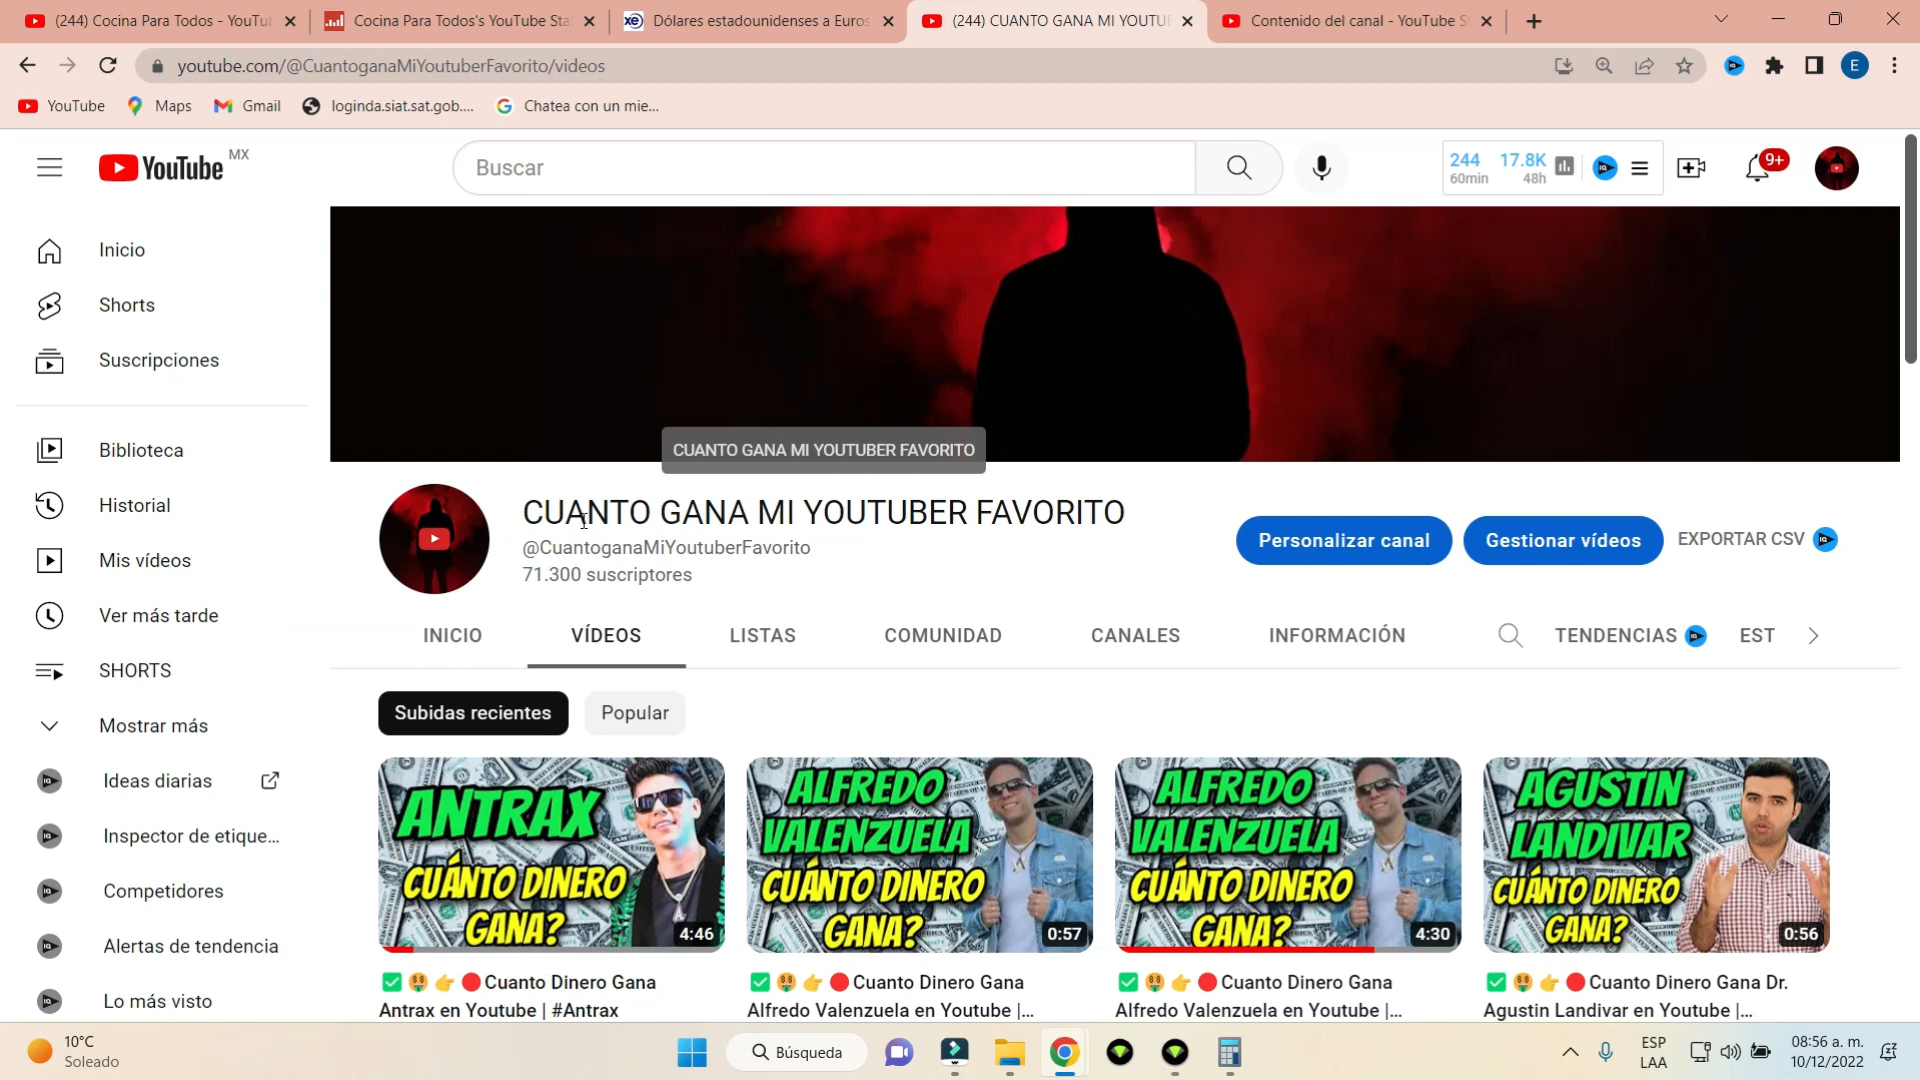 (244) Cocina Para Todos - YouTu
Cocina Para Todos's YouTube Sta
Dólares estadounidenses a Euros
(244) CUANTO GANA MI YOUTU
Contenido del canal - YouTube S
youtube.com/@CuantoganaMiYoutuberFavorito/videos
E
YouTube
Maps
Gmail
loginda.siat.sat.gob....
Chatea con un mie...
YouTube MX
Buscar
244 17.8K
60min 48h
9+
Inicio
Shorts
Suscripciones
Biblioteca
Historial
Mis vídeos
Ver más tarde
SHORTS
Mostrar más
Ideas diarias
Inspector de etique...
Competidores
Alertas de tendencia
Lo más visto
CUANTO GANA MI YOUTUBER FAVORITO
CUANTO GANA MI YOUTUBER FAVORITO
@CuantoganaMiYoutuberFavorito
71.300 suscriptores
Personalizar canal
Gestionar vídeos
EXPORTAR CSV
INICIO
VÍDEOS
LISTAS
COMUNIDAD
CANALES
INFORMACIÓN
TENDENCIAS
EST
Subidas recientes
Popular
ANTRAX
CUÁNTO DINERO
GANA?
4:46
ALFREDO
VALENZUELA
CUÁNTO DINERO
GANA?
0:57
ALFREDO
VALENZUELA
CUÁNTO DINERO
GANA?
4:30
AGUSTIN
LANDIVAR
CUÁNTO DINERO
GANA?
0:56
✅ 🤑 👉 🔴Cuanto Dinero Gana
Antrax en Youtube | #Antrax
✅ 🤑 👉 🔴Cuanto Dinero Gana
Alfredo Valenzuela en Youtube |...
✅ 🤑 👉 🔴Cuanto Dinero Gana
Alfredo Valenzuela en Youtube |...
✅ 🤑 👉 🔴Cuanto Dinero Gana Dr.
Agustin Landivar en Youtube |...
10°C
Soleado
Búsqueda
ESP
LAA
08:56 a. m.
10/12/2022